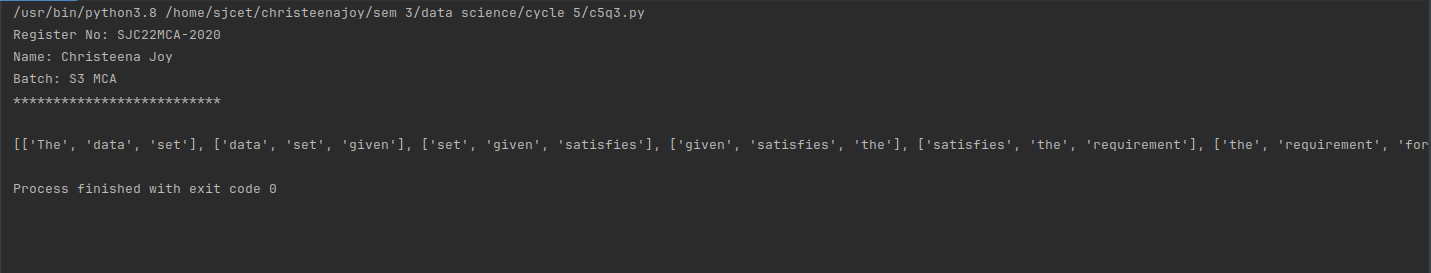 /usr/bin/python3.8 /home/sjcet/christeenajoy/sem 3/data science/cycle 5/c5q3.py
Register No: SJC22MCA-2020
Name: Christeena Joy
Batch: S3 MCA
**************************
[['The', 'data', 'set'], ['data', 'set', 'given'], ['set', 'given', 'satisfies'], ['given', 'satisfies', 'the'], ['satisfies', 'the', 'requirement'], ['the', 'requirement', 'for
Process finished with exit code 0